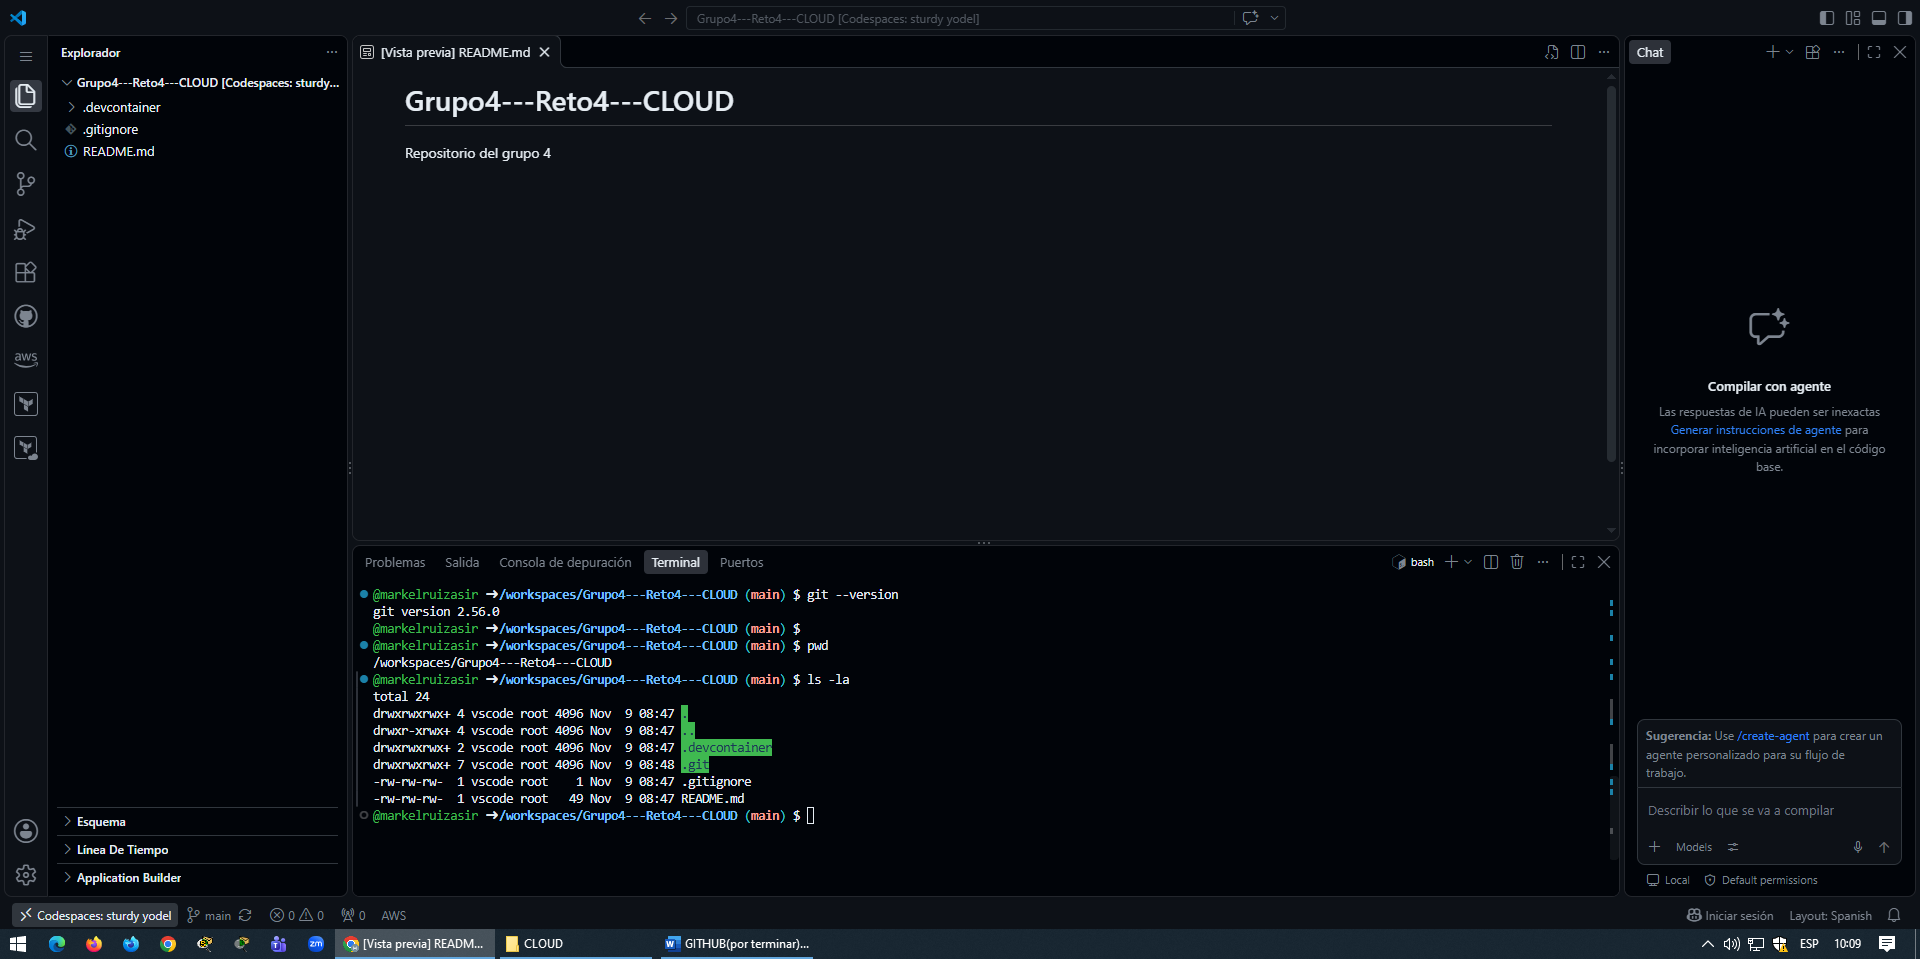 Grupo4---Reto4---CLOUD [Codespaces: sturdy yodel]
Explorador
Grupo4---Reto4---CLOUD [Codespaces: sturdy...
.devcontainer
.gitignore
README.md
aws
Esquema
Línea De Tiempo
Application Builder
[Vista previa] README.md
Grupo4---Reto4---CLOUD
Repositorio del grupo 4
Problemas Salida Consola de depuración Terminal Puertos
bash
@markelruizasir ➜/workspaces/Grupo4---Reto4---CLOUD (main) $ git --version
git version 2.56.0
@markelruizasir ➜/workspaces/Grupo4---Reto4---CLOUD (main) $
@markelruizasir ➜/workspaces/Grupo4---Reto4---CLOUD (main) $ pwd
/workspaces/Grupo4---Reto4---CLOUD
@markelruizasir ➜/workspaces/Grupo4---Reto4---CLOUD (main) $ ls -la
total 24
drwxrwxrwx+ 4 vscode root 4096 Nov  9 08:47 .
drwxr-xrwx+ 4 vscode root 4096 Nov  9 08:47 ..
drwxrwxrwx+ 2 vscode root 4096 Nov  9 08:47 .devcontainer
drwxrwxrwx+ 7 vscode root 4096 Nov  9 08:48 .git
-rw-rw-rw-  1 vscode root    1 Nov  9 08:47 .gitignore
-rw-rw-rw-  1 vscode root   49 Nov  9 08:47 README.md
@markelruizasir ➜/workspaces/Grupo4---Reto4---CLOUD (main) $
Chat
Compilar con agente
Las respuestas de IA pueden ser inexactas
Generar instrucciones de agente para
incorporar inteligencia artificial en el código
base.
Sugerencia: Use /create-agent para crear un
agente personalizado para su flujo de
trabajo.
Describir lo que se va a compilar
Models
Local Default permissions
Codespaces: sturdy yodel main 0 0 0 AWS
Iniciar sesión Layout: Spanish
zm
[Vista previa] READM...
CLOUD
GITHUB(por terminar)...
ESP 10:09